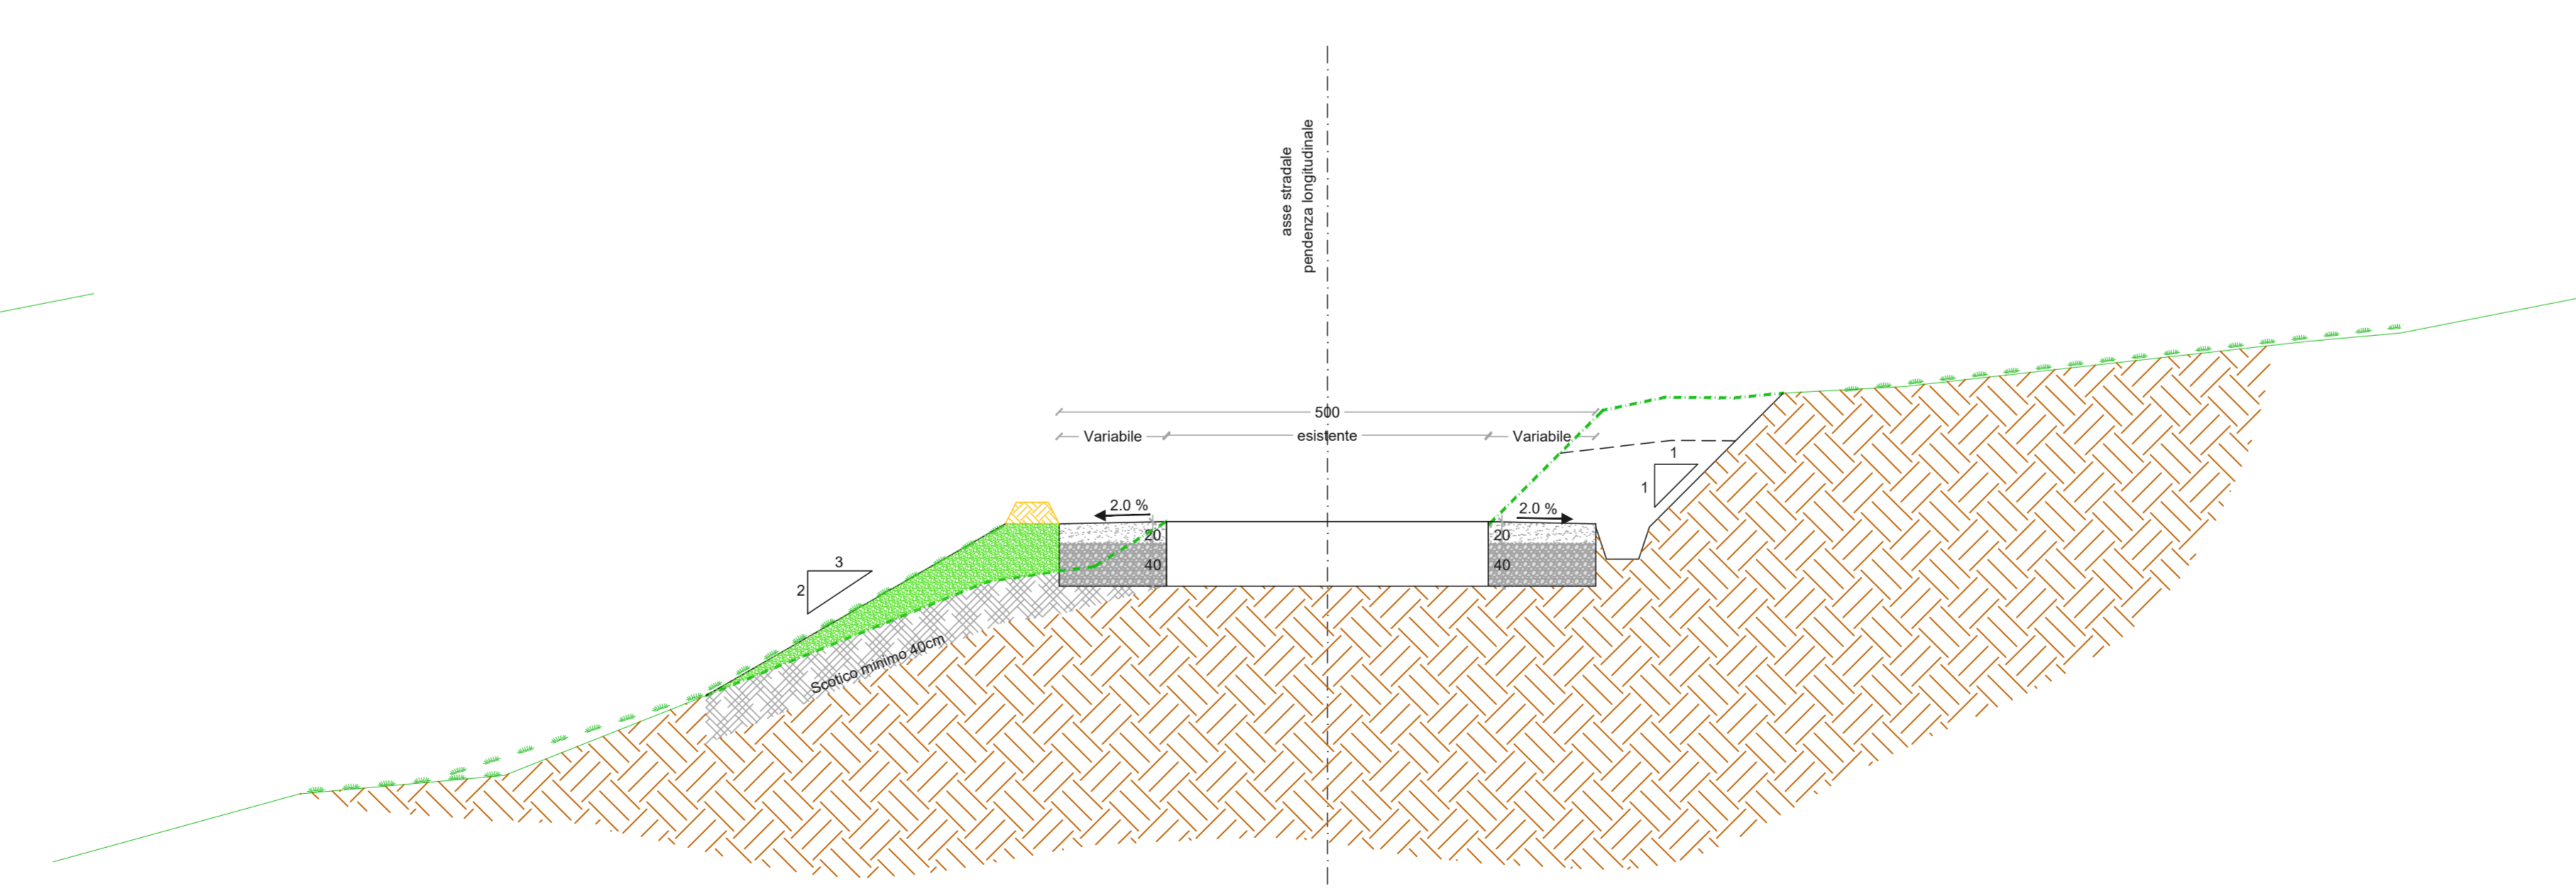 asse stradale
pendenza longitudinale
500
Variabile
esistente
Variabile
1
1
2.0 %
2.0 %
20
20
40
40
3
2
Scotico minimo 40cm